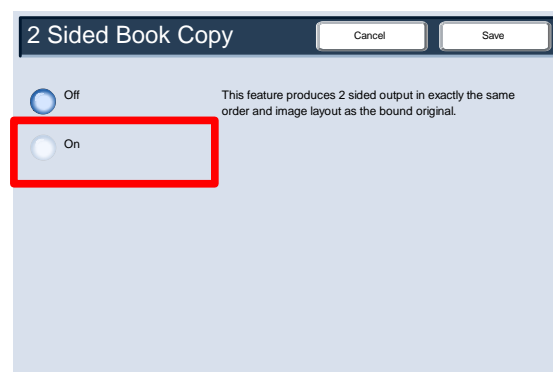 2 Sided Book Copy
Cancel
Save
Off
This feature produces 2 sided output in exactly the same
order and image layout as the bound original.
On